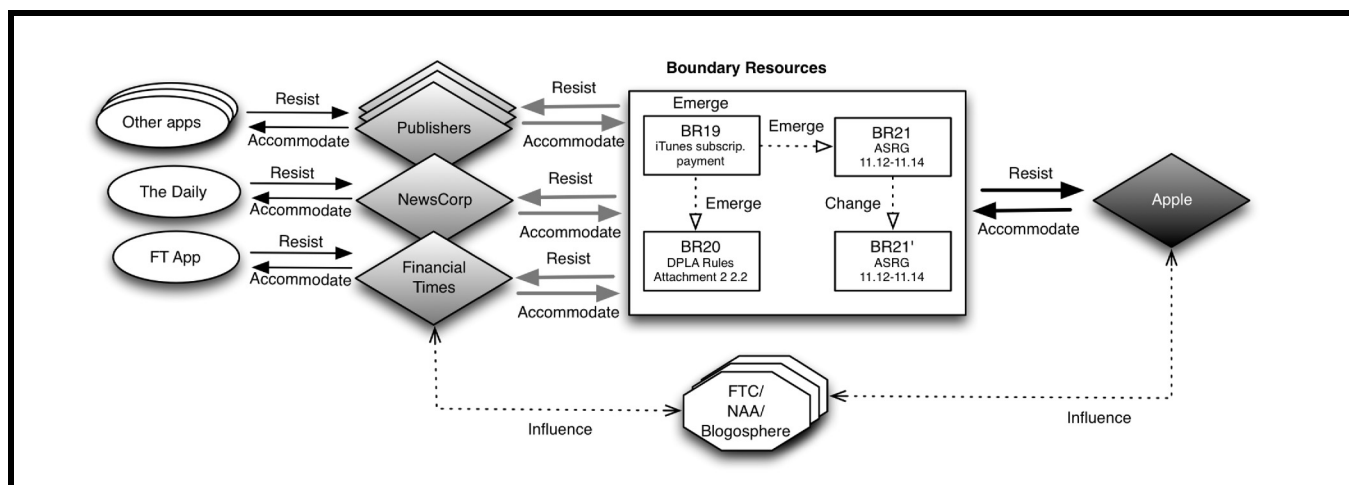 Boundary Resources
Other apps
Resist
Accommodate
Publishers
Resist
Accommodate
The Daily
Resist
Accommodate
NewsCorp
Resist
Accommodate
FT App
Resist
Accommodate
Financial
Times
Resist
Accommodate
Emerge
BR19
iTunes subscrip.
payment
Emerge
BR21
ASRG
11.12-11.14
Emerge
Change
BR20
DPLA Rules
Attachment 2 2.2
BR21'
ASRG
11.12-11.14
Resist
Accommodate
Apple
FTC/
NAA/
Blogosphere
Influence
Influence